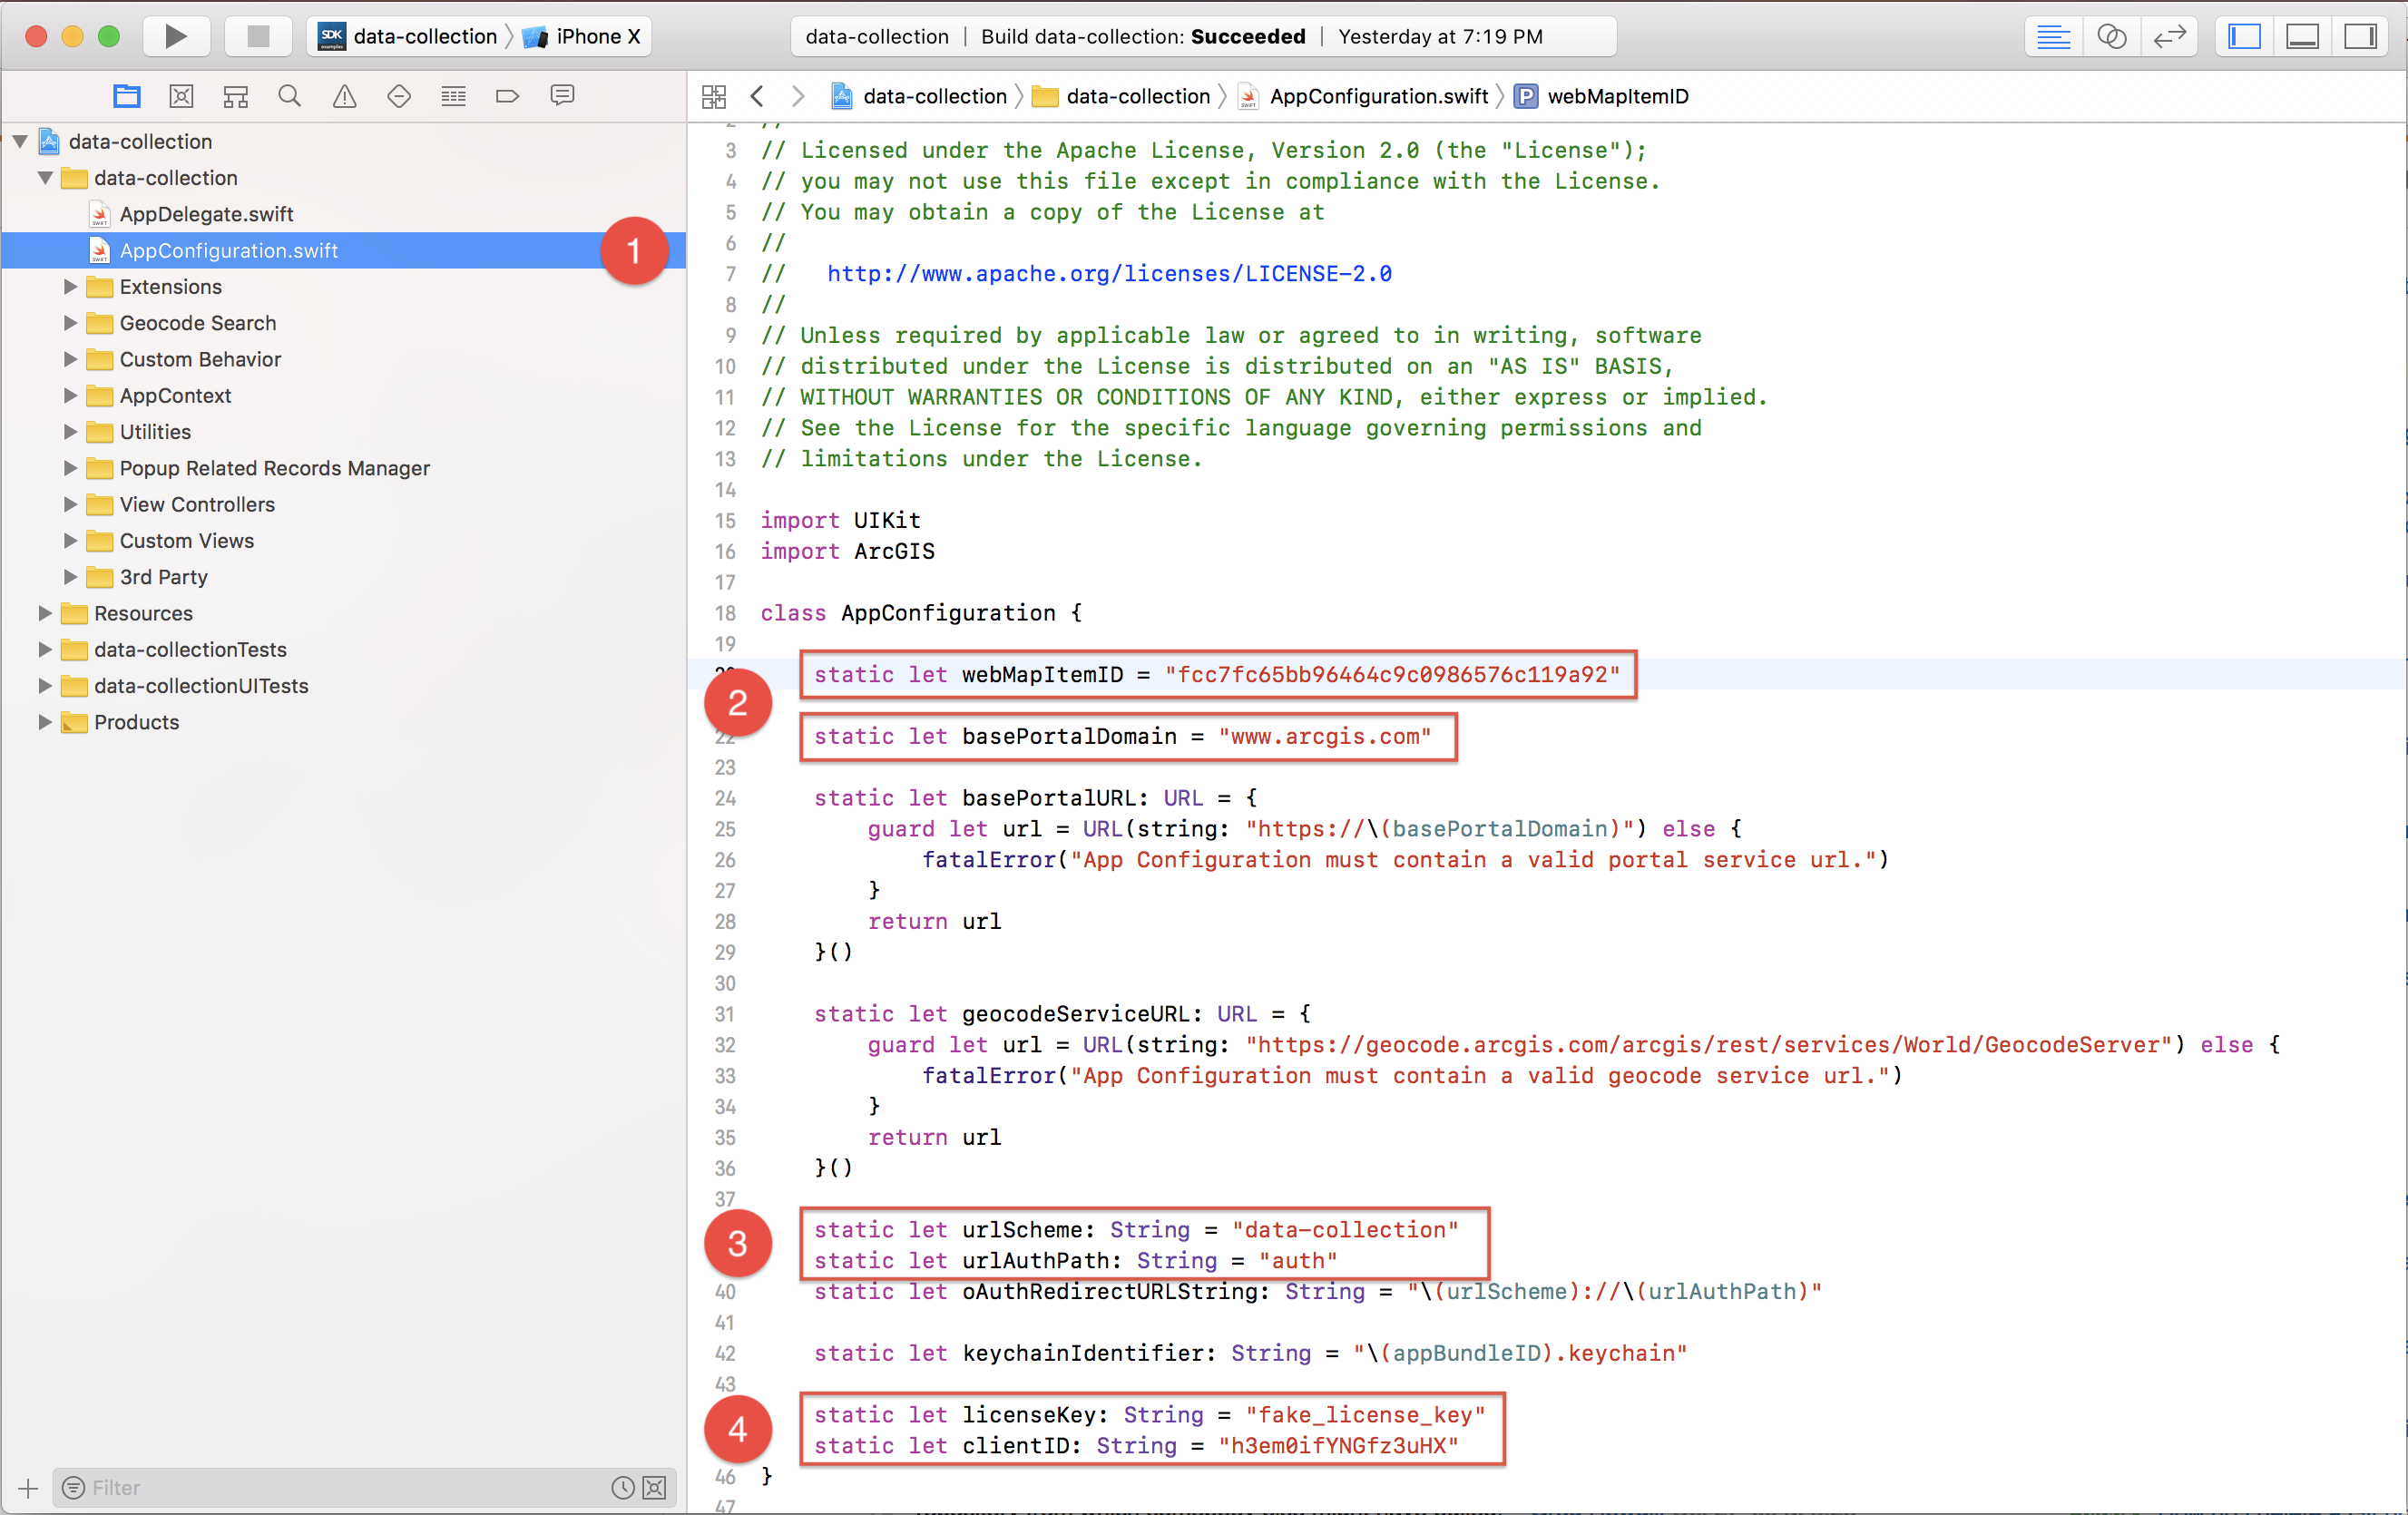 SDK
examples
data-collection
iPhone X
data-collection | Build data-collection: Succeeded | Yesterday at 7:19 PM
data-collection
data-collection
AppConfiguration.swift
P
webMapItemID
data-collection
data-collection
AppDelegate.swift
AppConfiguration.swift
1
Extensions
Geocode Search
Custom Behavior
AppContext
Utilities
Popup Related Records Manager
View Controllers
Custom Views
3rd Party
Resources
data-collectionTests
data-collectionUITests
Products
Filter
2 //
3 // Licensed under the Apache License, Version 2.0 (the "License");
4 // you may not use this file except in compliance with the License.
5 // You may obtain a copy of the License at
6 //
7 //   http://www.apache.org/licenses/LICENSE-2.0
8 //
9 // Unless required by applicable law or agreed to in writing, software
10 // distributed under the License is distributed on an "AS IS" BASIS,
11 // WITHOUT WARRANTIES OR CONDITIONS OF ANY KIND, either express or implied.
12 // See the License for the specific language governing permissions and
13 // limitations under the License.
14
15 import UIKit
16 import ArcGIS
17
18 class AppConfiguration {
19
20     static let webMapItemID = "fcc7fc65bb96464c9c0986576c119a92"
2
22     static let basePortalDomain = "www.arcgis.com"
23
24     static let basePortalURL: URL = {
25         guard let url = URL(string: "https://\(basePortalDomain)") else {
26             fatalError("App Configuration must contain a valid portal service url.")
27         }
28         return url
29     }()
30
31     static let geocodeServiceURL: URL = {
32         guard let url = URL(string: "https://geocode.arcgis.com/arcgis/rest/services/World/GeocodeServer") else {
33             fatalError("App Configuration must contain a valid geocode service url.")
34         }
35         return url
36     }()
37
static let urlScheme: String = "data-collection"
3
static let urlAuthPath: String = "auth"
40     static let oAuthRedirectURLString: String = "\(urlScheme)://\(urlAuthPath)"
41
42     static let keychainIdentifier: String = "\(appBundleID).keychain"
43
static let licenseKey: String = "fake_license_key"
4
static let clientID: String = "h3em0ifYNGfz3uHX"
46 }
47